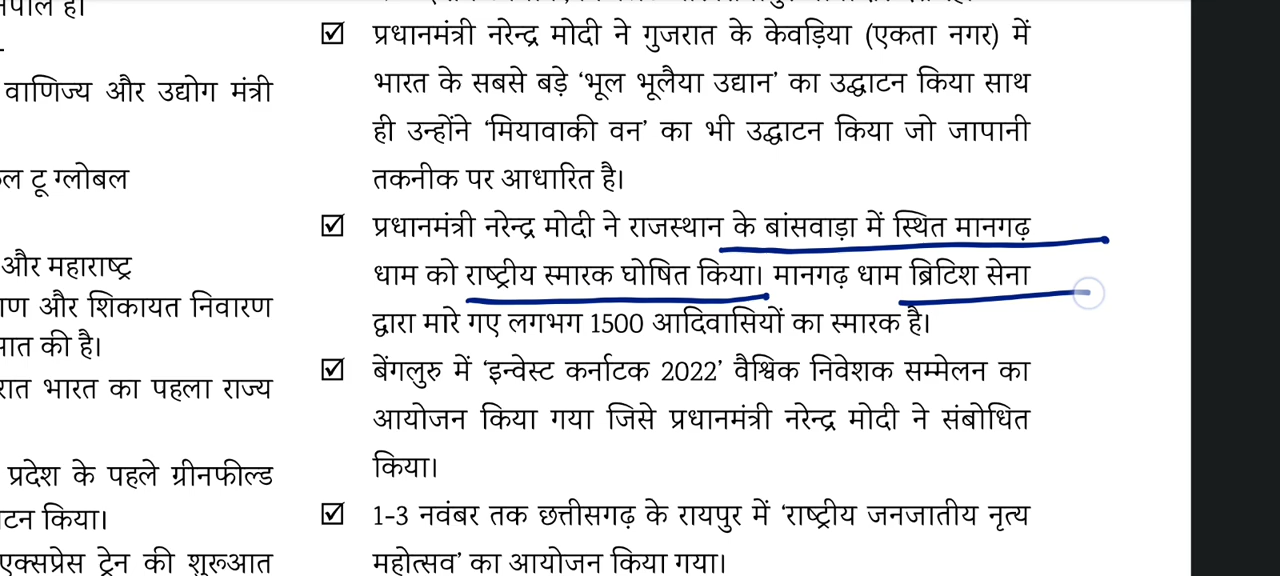 वाणिज्य और उद्योग मंत्री
टू ग्लोबल
और महाराष्ट्र
और शिकायत निवारण
की है।
भारत का पहला राज्य
प्रदेश के पहले ग्रीनफील्ड
किया।
एक्सप्रेस ट्रेन की शुरूआत
प्रधानमंत्री नरेन्द्र मोदी ने गुजरात के केवड़िया (एकता नगर) में
भारत के सबसे बड़े ‘भूल भूलैया उद्यान’ का उद्घाटन किया साथ
ही उन्होंने ‘मियावाकी वन’ का भी उद्घाटन किया जो जापानी
तकनीक पर आधारित है।
प्रधानमंत्री नरेन्द्र मोदी ने राजस्थान के बांसवाड़ा में स्थित मानगढ़
धाम को राष्ट्रीय स्मारक घोषित किया। मानगढ़ धाम ब्रिटिश सेना
द्वारा मारे गए लगभग 1500 आदिवासियों का स्मारक है।
बेंगलुरु में ‘इन्वेस्ट कर्नाटक 2022’ वैश्विक निवेशक सम्मेलन का
आयोजन किया गया जिसे प्रधानमंत्री नरेन्द्र मोदी ने संबोधित
किया।
1-3 नवंबर तक छत्तीसगढ़ के रायपुर में ‘राष्ट्रीय जनजातीय नृत्य
महोत्सव’ का आयोजन किया गया।